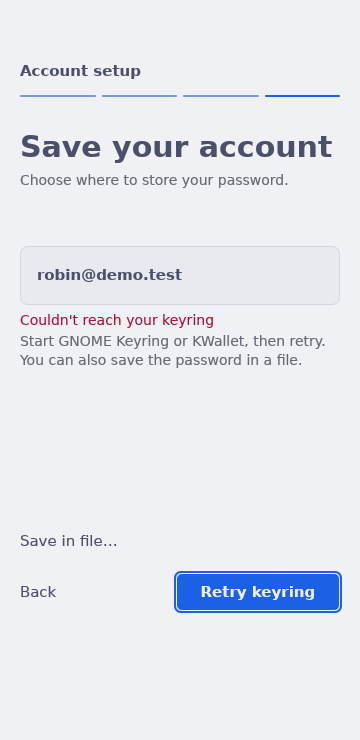 Account setup
Save your account
Choose where to store your password.
robin@demo.test
Couldn't reach your keyring
Start GNOME Keyring or KWallet, then retry.
You can also save the password in a file.
Save in file…
Back
Retry keyring